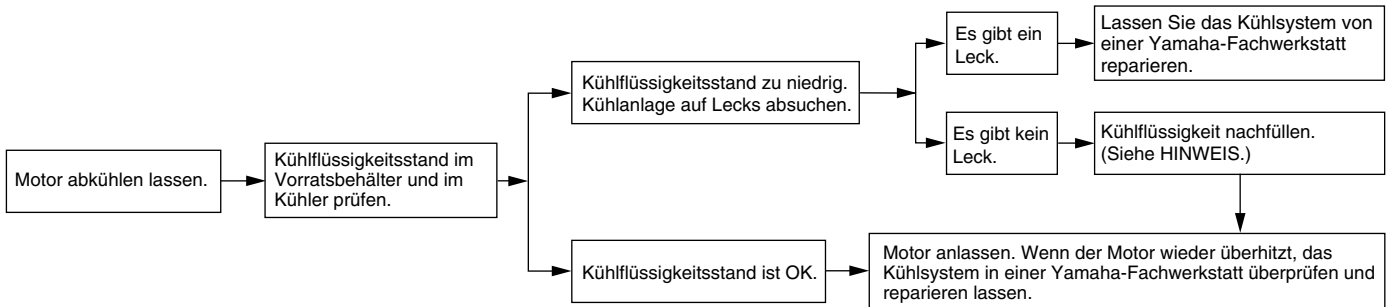 Motor abkühlen lassen.
Kühlflüssigkeitsstand im
Vorratsbehälter und im
Kühler prüfen.
Kühlflüssigkeitsstand zu niedrig.
Kühlanlage auf Lecks absuchen.
Es gibt ein
Leck.
Lassen Sie das Kühlsystem von
einer Yamaha-Fachwerkstatt
reparieren.
Es gibt kein
Leck.
Kühlflüssigkeit nachfüllen.
(Siehe HINWEIS.)
Kühlflüssigkeitsstand ist OK.
Motor anlassen. Wenn der Motor wieder überhitzt, das
Kühlsystem in einer Yamaha-Fachwerkstatt überprüfen und
reparieren lassen.